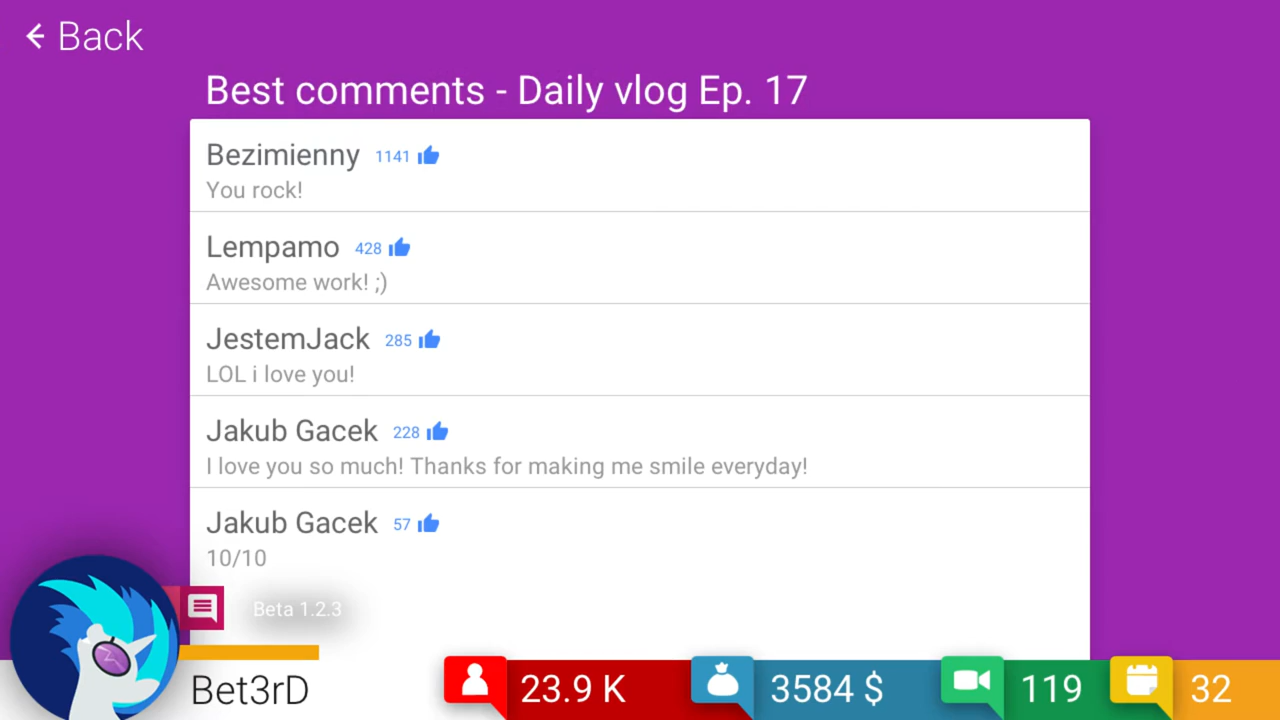 Back
Best comments - Daily vlog Ep. 17
Bezimienny 1141
You rock!
Lempamo 428
Awesome work! ;)
JestemJack 285
LOL i love you!
Jakub Gacek 228
I love you so much! Thanks for making me smile everyday!
Jakub Gacek 57
10/10
Beta 1.2.3
Bet3rD 23.9 K 3584 $ 119 32